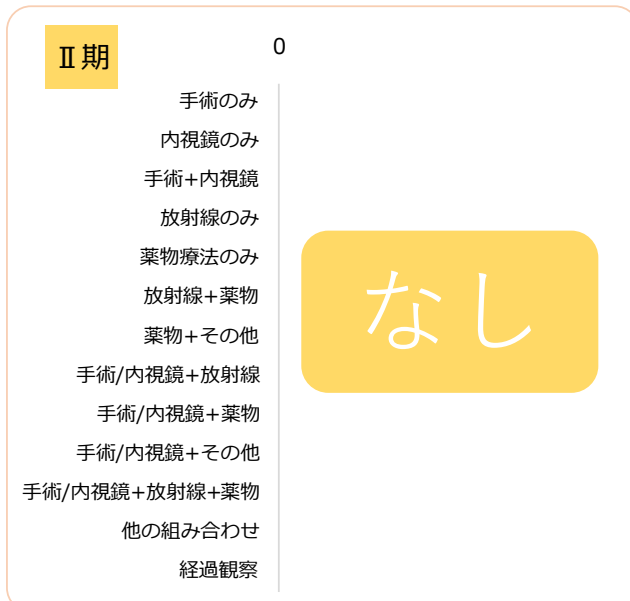 Ⅱ期
0
手術のみ
内視鏡のみ
手術+内視鏡
放射線のみ
薬物療法のみ
放射線+薬物
薬物+その他
手術/内視鏡+放射線
手術/内視鏡+薬物
手術/内視鏡+その他
手術/内視鏡+放射線+薬物
他の組み合わせ
経過観察
なし